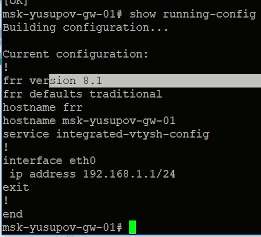 [OK]
msk-yusupov-gw-01# show running-config
Building configuration...
Current configuration:
!
frr version 8.1
frr defaults traditional
hostname frr
hostname msk-yusupov-gw-01
service integrated-vtysh-config
!
interface eth0
 ip address 192.168.1.1/24
exit
!
end
msk-yusupov-gw-01#